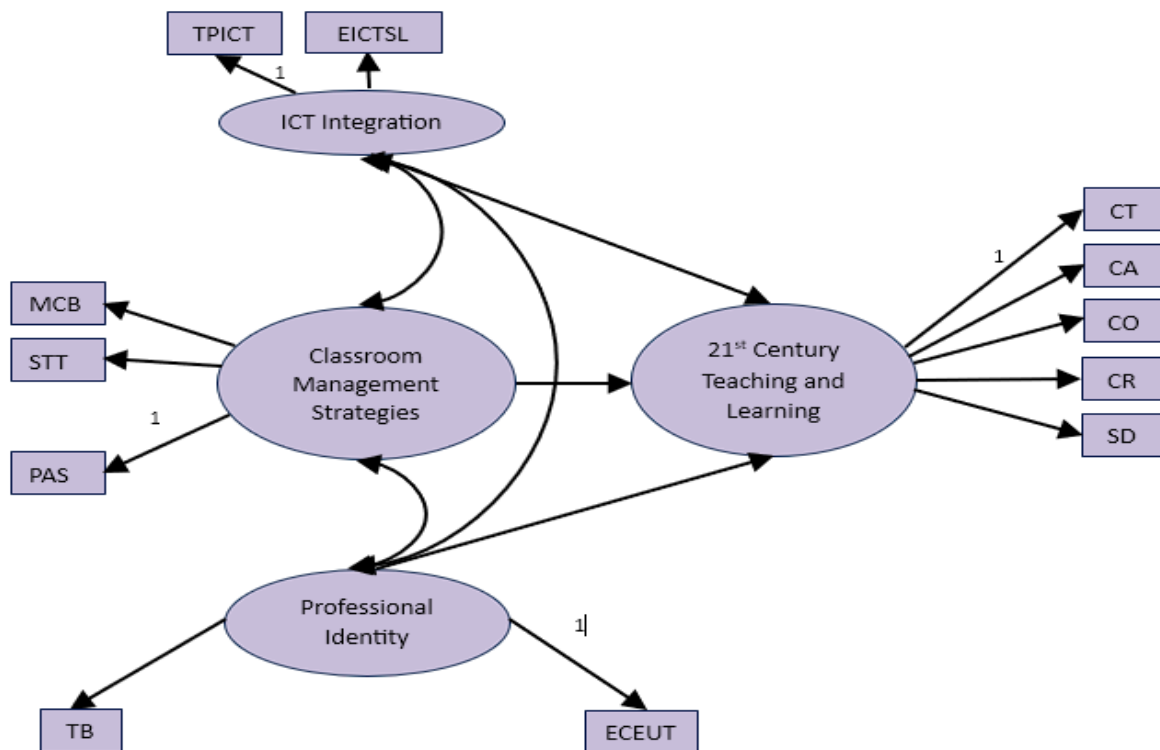 TPICT
EICTSL
1
ICT Integration
CT
1
CA
MCB
CO
STT
Classroom
Management
Strategies
21st Century
Teaching and
Learning
CR
1
SD
PAS
Professional
Identity
1
TB
ECEUT